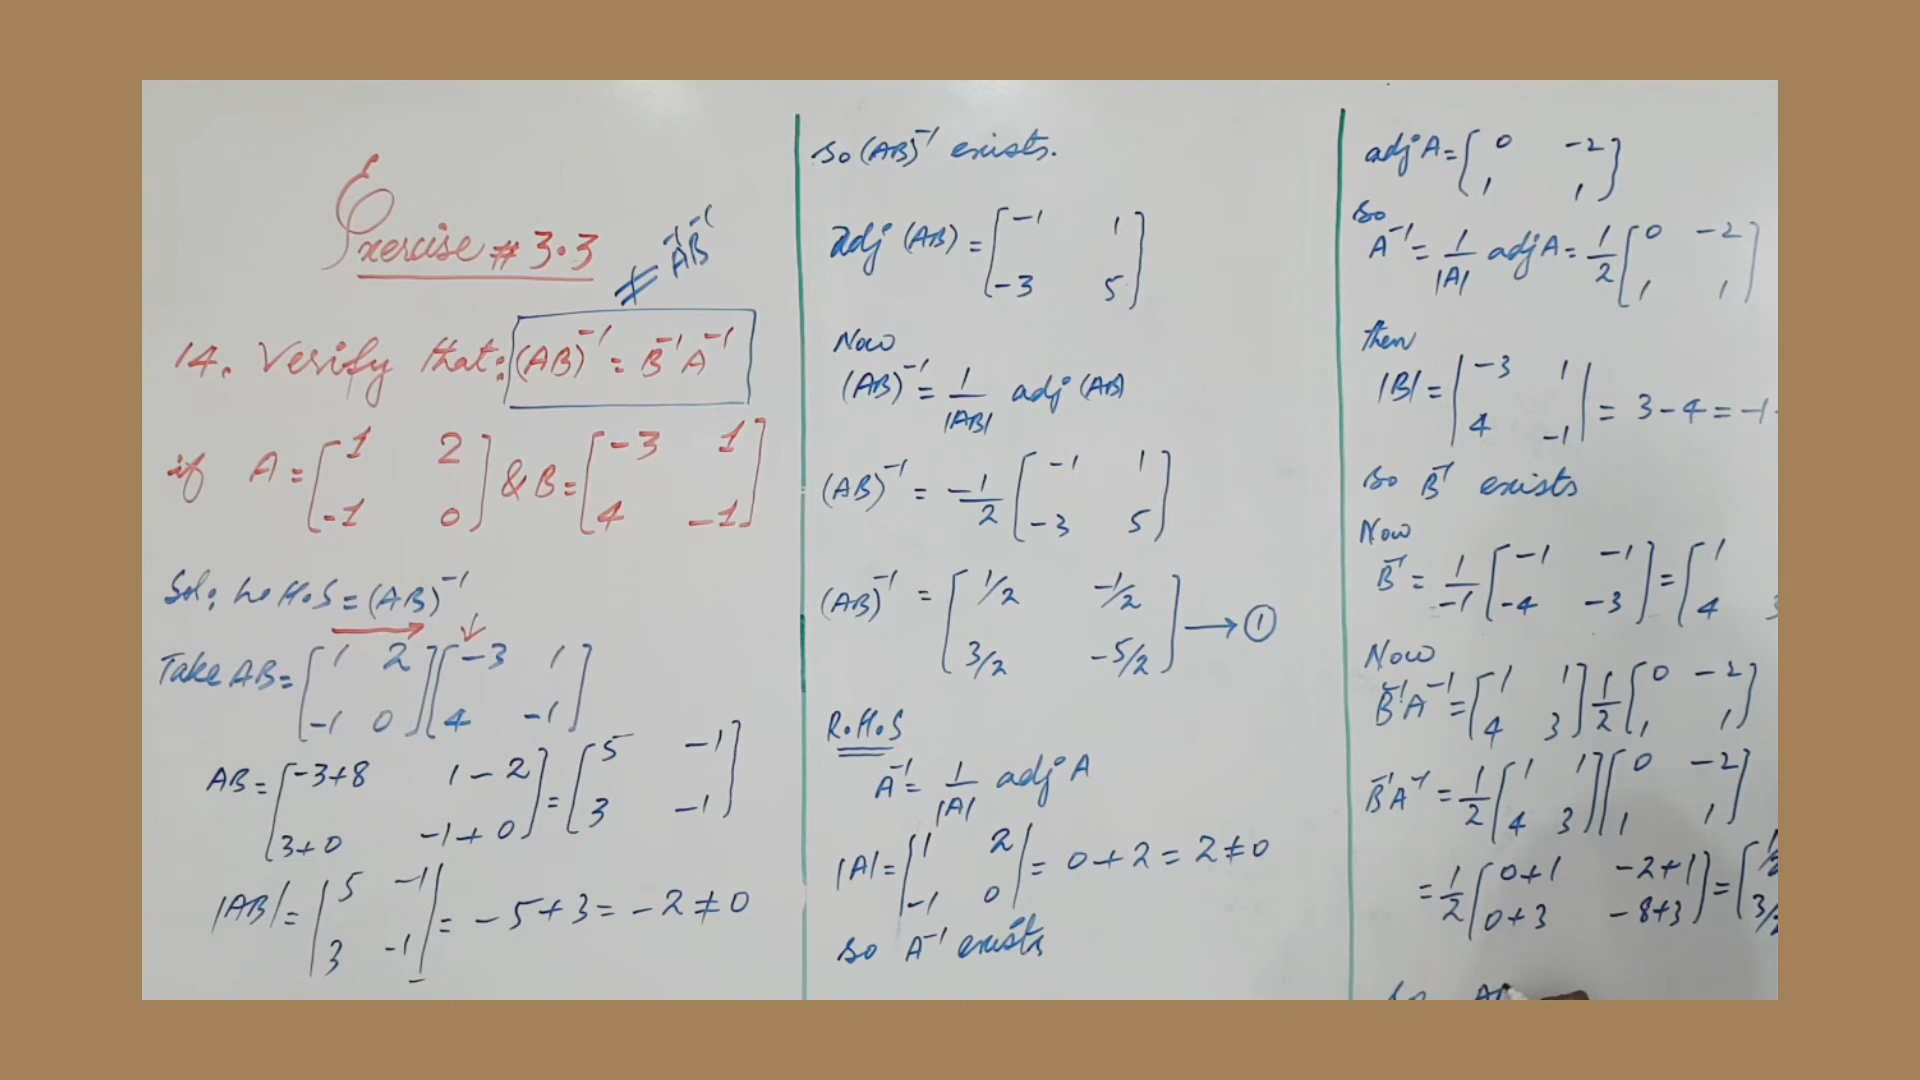 Exercise # 3.3
≠ A⁻¹B⁻¹
14. Verify that: (AB)⁻¹ = B⁻¹A⁻¹
if A = [1 2; -1 0] & B = [-3 1; 4 -1]
Sol: L.H.S = (AB)⁻¹
Take AB = [1 2; -1 0][-3 1; 4 -1]
AB = [-3+8 1-2; 3+0 -1+0] = [5 -1; 3 -1]
|AB| = |5 -1; 3 -1| = -5+3 = -2 ≠ 0
So (AB)⁻¹ exists.
Adj (AB) = [-1 1; -3 5]
Now
(AB)⁻¹ = 1/|AB| adj (AB)
(AB)⁻¹ = -1/2 [-1 1; -3 5]
(AB)⁻¹ = [1/2 -1/2; 3/2 -5/2] → ①
R.H.S
A⁻¹ = 1/|A| adj A
|A| = |1 2; -1 0| = 0+2 = 2 ≠ 0
So A⁻¹ exists
adj A = [0 -2; 1 1]
So
A⁻¹ = 1/|A| adj A = 1/2 [0 -2; 1 1]
then
|B| = |-3 1; 4 -1| = 3-4 = -1
So B⁻¹ exists
Now
B⁻¹ = 1/-1 [-1 -1; -4 -3] = [1; 4 3
Now
B⁻¹A⁻¹ = [1 1; 4 3] 1/2 [0 -2; 1 1]
B⁻¹A⁻¹ = 1/2 [1 1; 4 3][0 -2; 1 1]
= 1/2 [0+1 -2+1; 0+3 -8+3] = [1/2; 3/2